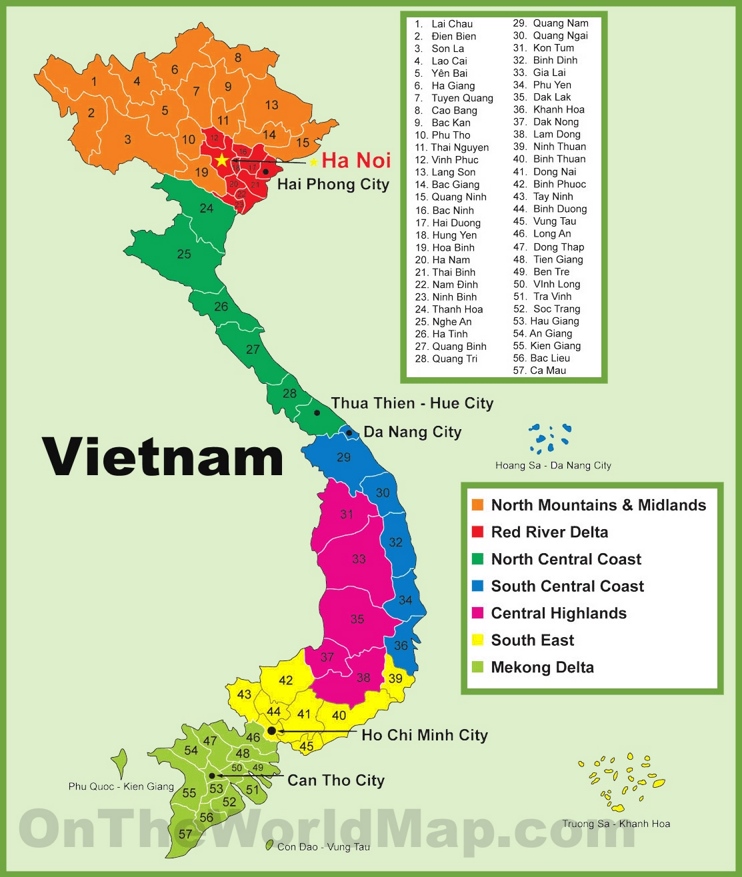 1. Lai Chau
2. Đien Bien
3. Son La
4. Lao Cai
5. Yên Bai
6. Ha Giang
7. Tuyen Quang
8. Cao Bang
9. Bac Kan
10. Phu Tho
11. Thai Nguyen
12. Vinh Phuc
13. Lang Son
14. Bac Giang
15. Quang Ninh
16. Bac Ninh
17. Hai Duong
18. Hung Yen
19. Hoa Binh
20. Ha Nam
21. Thai Binh
22. Nam Đinh
23. Ninh Binh
24. Thanh Hoa
25. Nghe An
26. Ha Tinh
27. Quang Binh
28. Quang Tri
29. Quang Nam
30. Quang Ngai
31. Kon Tum
32. Binh Dinh
33. Gia Lai
34. Phu Yen
35. Dak Lak
36. Khanh Hoa
37. Dak Nong
38. Lam Dong
39. Ninh Thuan
40. Binh Thuan
41. Dong Nai
42. Binh Phuoc
43. Tay Ninh
44. Binh Duong
45. Vung Tau
46. Long An
47. Dong Thap
48. Tien Giang
49. Ben Tre
50. VInh Long
51. Tra Vinh
52. Soc Trang
53. Hau Giang
54. An Giang
55. Kien Giang
56. Bac Lieu
57. Ca Mau
8
6
4
1
9
7
2
5
13
11
12
3
10
14
15
Ha Noi
19
Hai Phong City
24
25
26
27
28
Thua Thien - Hue City
Da Nang City
Vietnam
29
Hoang Sa - Da Nang City
30
31
32
33
34
35
36
37
38
39
North Mountains & Midlands
Red River Delta
North Central Coast
South Central Coast
Central Highlands
South East
Mekong Delta
42
43
44
41
40
45
Ho Chi Minh City
46
47
54
48
50
49
Can Tho City
53
51
55
52
56
57
Phu Quoc - Kien Giang
Truong Sa - Khanh Hoa
Con Dao - Vung Tau
OnTheWorldMap.com